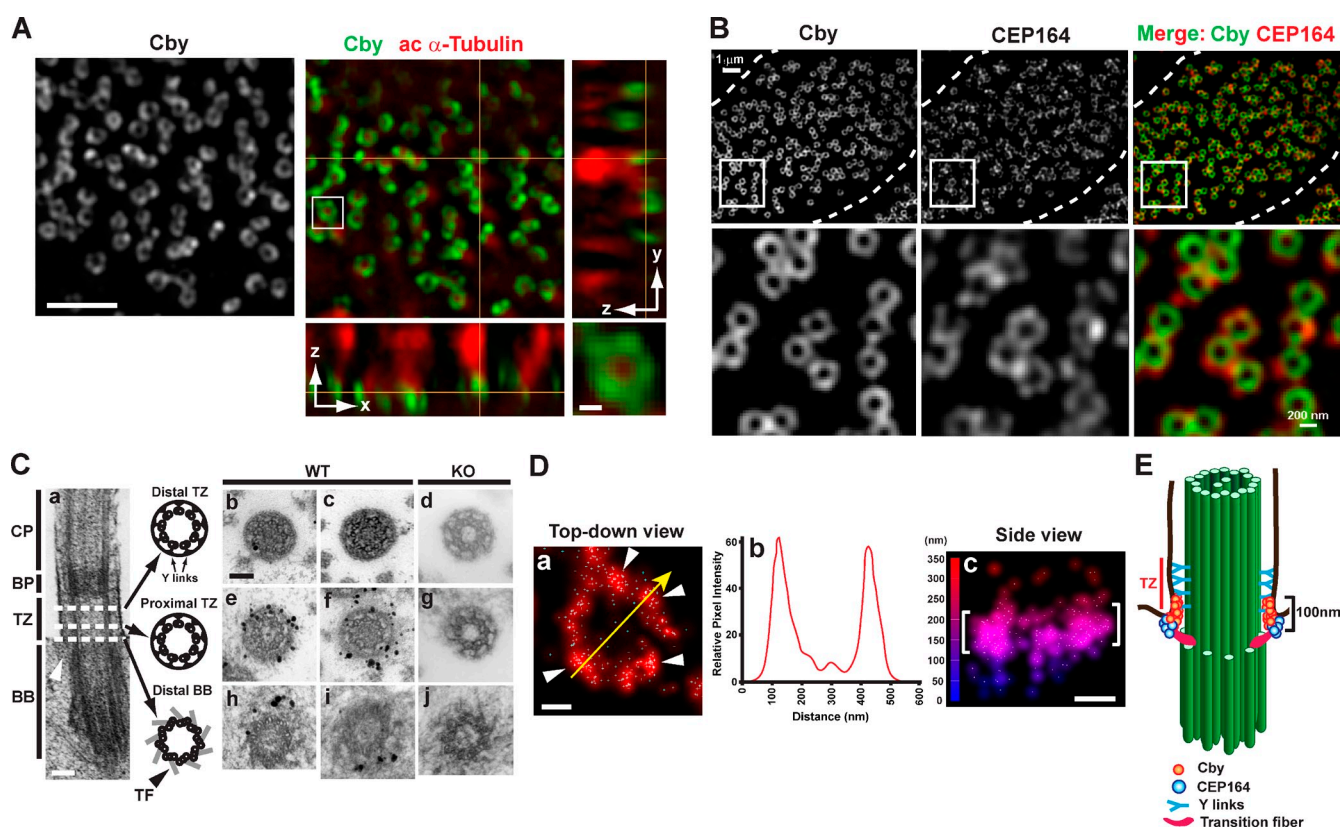 A
Cby
Cby ac α-Tubulin
y
z
z
x
B
Cby
CEP164
Merge: Cby CEP164
1 µm
200 nm
C
WT
KO
a
CP
BP
TZ
BB
Distal TZ
Y links
Proximal TZ
Distal BB
TF
b
c
d
e
f
g
h
i
j
D
Top-down view
a
b
Relative Pixel Intensity
60
40
20
0
0 100 200 300 400 500 600
Distance (nm)
Side view
(nm)
350
300
250
200
150
100
50
0
c
E
TZ
100nm
Cby
CEP164
Y links
Transition fiber